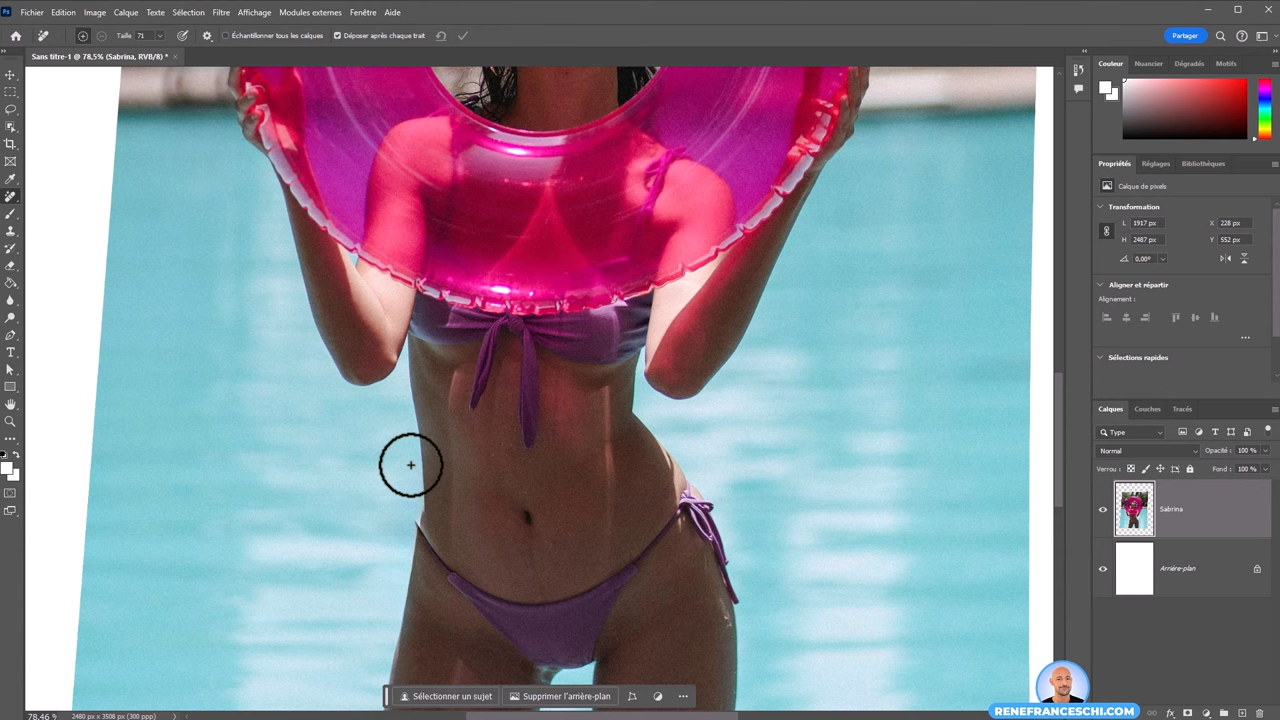 Ps Fichier Edition Image Calque Texte Sélection Filtre Affichage Modules externes Fenêtre Aide
Taille 71 Échantillonner tous les calques Déposer après chaque trait Partager
Sans titre-1 @ 78,5% (Sabrina, RVB/8) * ×
Couleur Nuancier Dégradés Motifs
Propriétés Réglages Bibliothèques
Calque de pixels
Transformation
L 1917 px X 228 px
H 2487 px Y 552 px
0,00°
Aligner et répartir
Alignement :
Sélections rapides
Calques Couches Tracés
Type
Normal Opacité : 100 %
Verrou : Fond : 100 %
Sabrina
Arrière-plan
Sélectionner un sujet Supprimer l'arrière-plan
RENEFRANCESCHI.COM
78,46 % 2480 px x 3508 px (300 ppp)